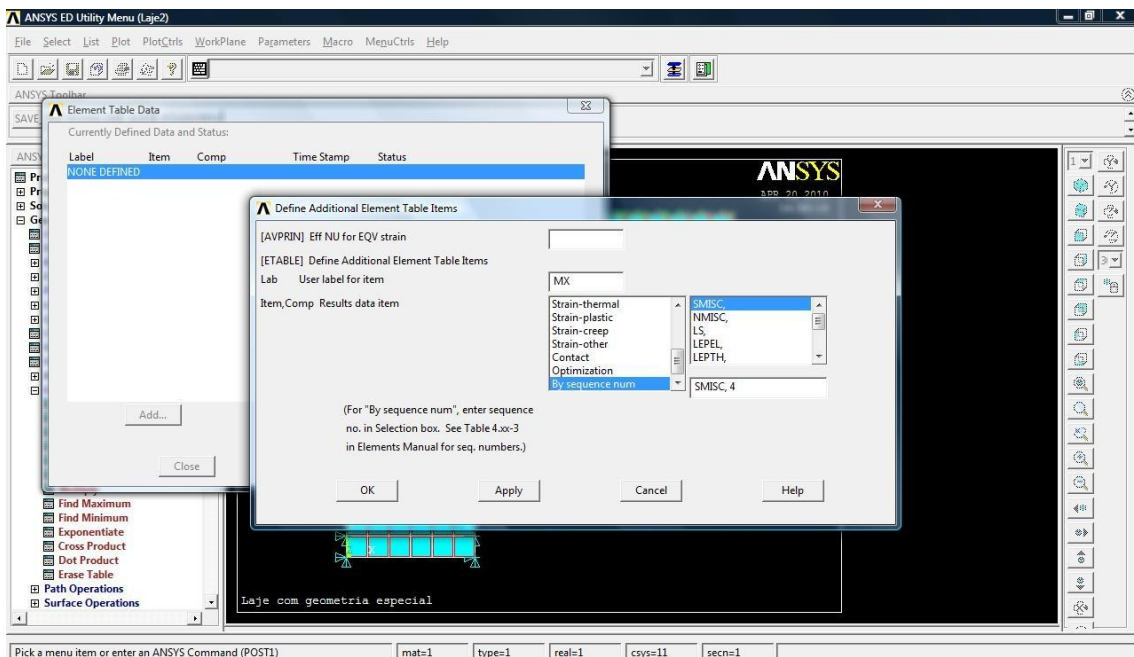 ANSYS ED Utility Menu (Laje2)
File Select List Plot PlotCtrls WorkPlane Parameters Macro MenuCtrls Help
ANSYS Toolbar
Element Table Data
SAVE
Currently Defined Data and Status:
Label Item Comp Time Stamp Status
NONE DEFINED
ANSYS
APR 20 2010
1
3
Define Additional Element Table Items
[AVPRIN] Eff NU for EQV strain
[ETABLE] Define Additional Element Table Items
Lab User label for item MX
Item,Comp Results data item
Strain-thermal SMISC,
Strain-plastic NMISC,
Strain-creep LS,
Strain-other LEPEL,
Contact LEPTH,
Optimization
By sequence num SMISC, 4
(For "By sequence num", enter sequence
no. in Selection box. See Table 4.xx-3
in Elements Manual for seq. numbers.)
OK Apply Cancel Help
Add...
Close
Find Maximum
Find Minimum
Exponentiate
Cross Product
Dot Product
Erase Table
Path Operations
Surface Operations
X
Laje com geometria especial
Pick a menu item or enter an ANSYS Command (POST1) mat=1 type=1 real=1 csys=11 secn=1